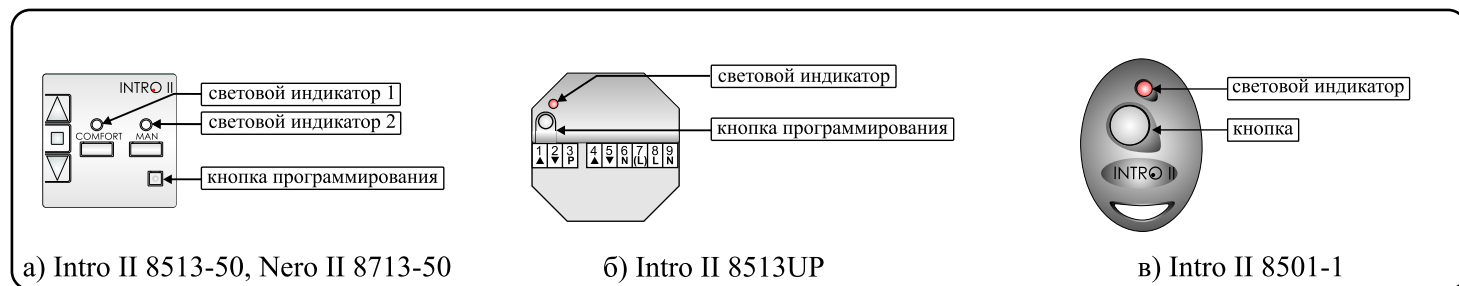 INTRO II
световой индикатор 1
световой индикатор 2
COMFORT MAN
кнопка программирования
а) Intro II 8513-50, Nero II 8713-50
световой индикатор
кнопка программирования
1 2 3 4 5 6 7 8 9
P N (L) L N
б) Intro II 8513UP
световой индикатор
кнопка
INTRO II
в) Intro II 8501-1